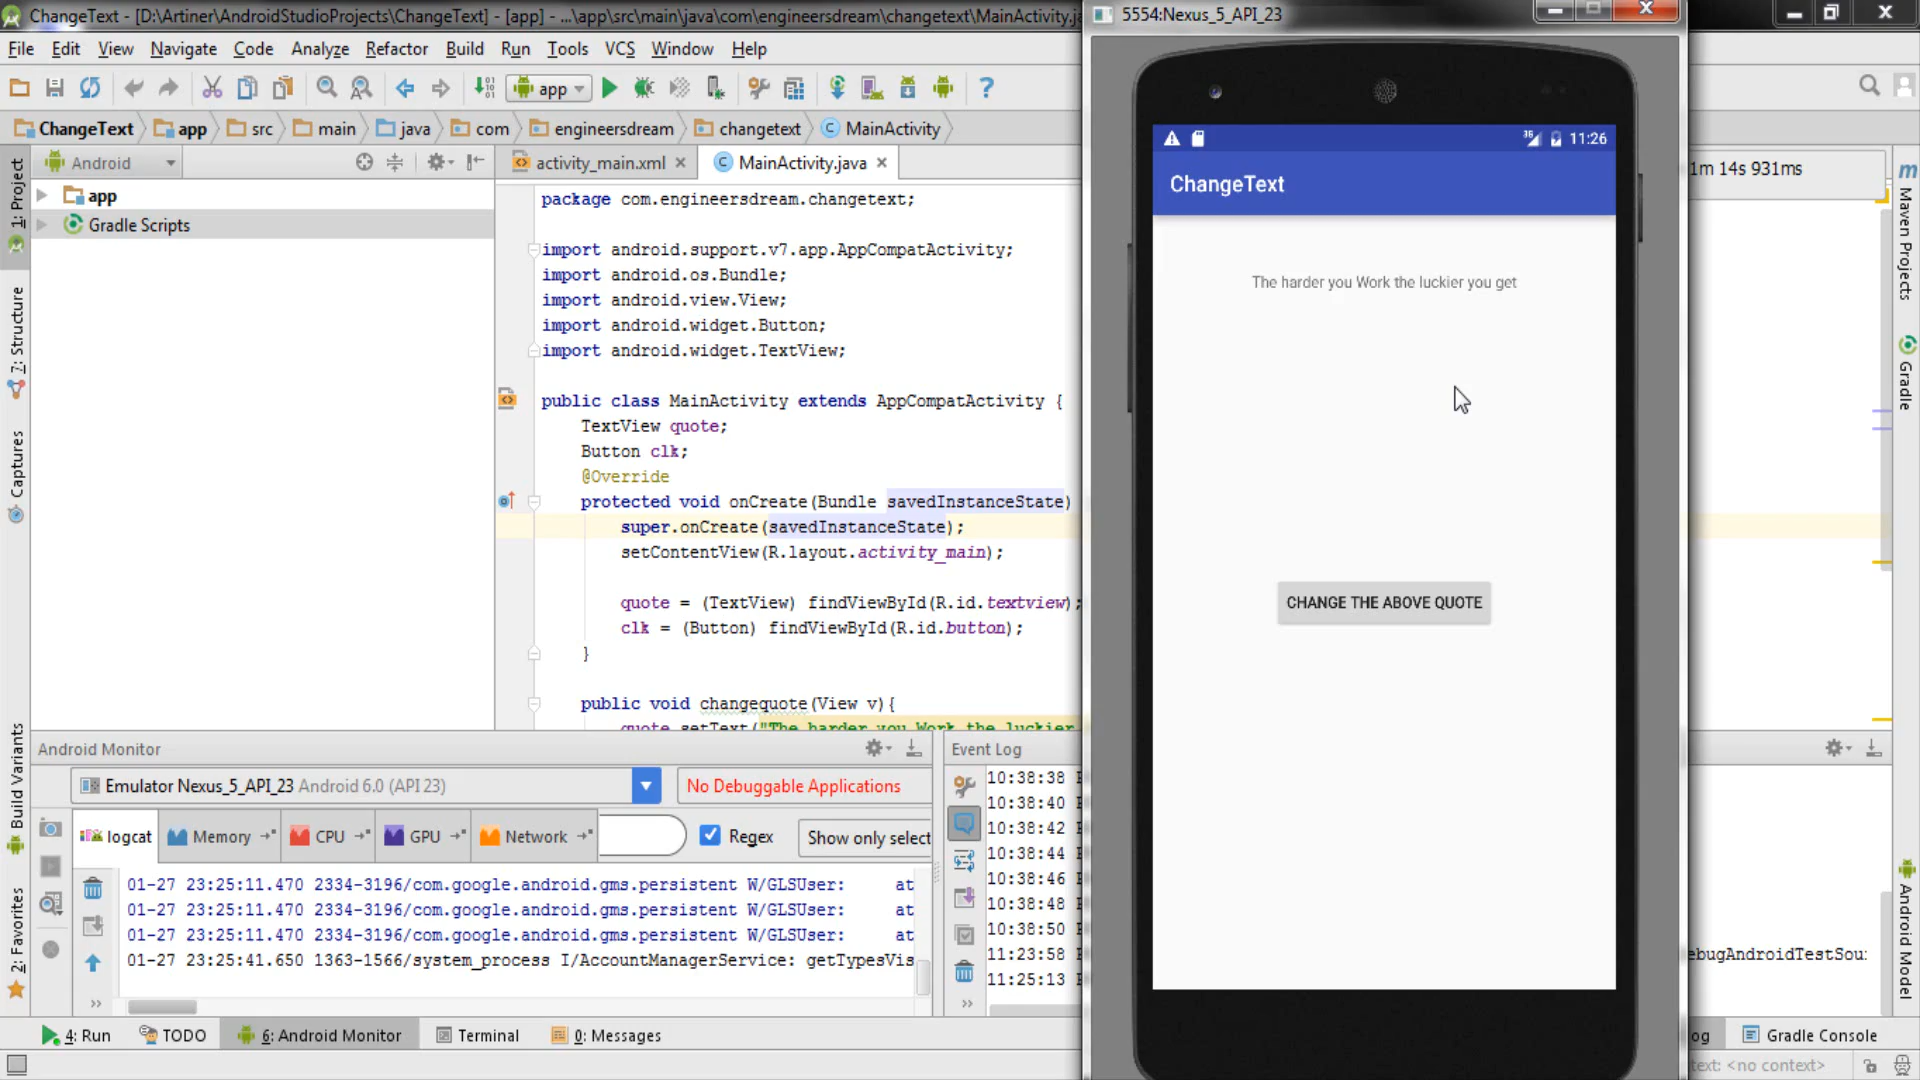 ChangeText - [D:\Artiner\AndroidStudioProjects\ChangeText] - [app] - ...\app\src\main\java\com\engineersdream\changetext\MainActivity.j
File Edit View Navigate Code Analyze Refactor Build Run Tools VCS Window Help
app
ChangeText app src main java com engineersdream changetext MainActivity
Android
activity_main.xml
MainActivity.java
1: Project
7: Structure
Captures
Build Variants
2: Favorites
app
Gradle Scripts
package com.engineersdream.changetext;
import android.support.v7.app.AppCompatActivity;
import android.os.Bundle;
import android.view.View;
import android.widget.Button;
import android.widget.TextView;
public class MainActivity extends AppCompatActivity {
TextView quote;
Button clk;
@Override
protected void onCreate(Bundle savedInstanceState)
super.onCreate(savedInstanceState);
setContentView(R.layout.activity_main);
quote = (TextView) findViewById(R.id.textview);
clk = (Button) findViewById(R.id.button);
}
public void changequote(View v){
quote.setText("The harder you Work the luckier
5554:Nexus_5_API_23
11:26
ChangeText
The harder you Work the luckier you get
CHANGE THE ABOVE QUOTE
1m 14s 931ms
Maven Projects
Gradle
Android Model
Android Monitor
Emulator Nexus_5_API_23 Android 6.0 (API 23)
No Debuggable Applications
logcat
Memory
CPU
GPU
Network
Regex
Show only select
01-27 23:25:11.470 2334-3196/com.google.android.gms.persistent W/GLSUser: at
01-27 23:25:11.470 2334-3196/com.google.android.gms.persistent W/GLSUser: at
01-27 23:25:11.470 2334-3196/com.google.android.gms.persistent W/GLSUser: at
01-27 23:25:41.650 1363-1566/system_process I/AccountManagerService: getTypesVis
Event Log
10:38:38
10:38:40
10:38:42
10:38:44
10:38:46
10:38:48
10:38:50
11:23:58
11:25:13
ebugAndroidTestSou
4: Run
TODO
6: Android Monitor
Terminal
0: Messages
og
Gradle Console
text: <no context>